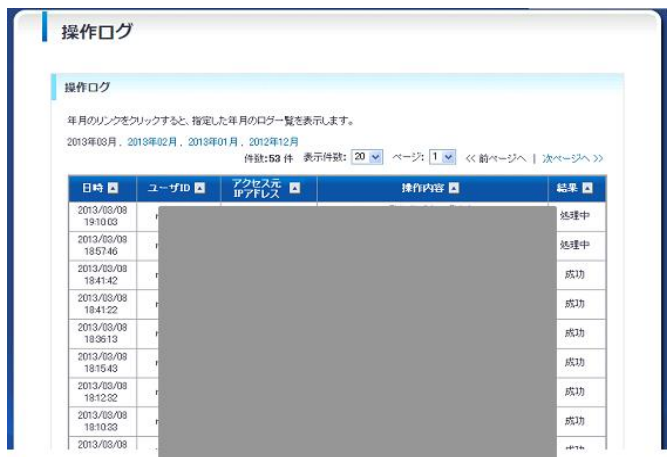 操作ログ
操作ログ
年月のリンクをクリックすると、指定した年月のログ一覧を表示します。
2013年03月, 2013年02月, 2013年01月, 2012年12月
件数:53 件 表示件数: 20 ページ: 1 << 前ページへ | 次ページへ >>
日時 ユーザID アクセス元 IPアドレス 操作内容 結果
2013/03/08 19:10:03 処理中
2013/03/08 18:57:46 処理中
2013/03/08 18:41:42 成功
2013/03/08 18:41:22 成功
2013/03/08 18:36:13 成功
2013/03/08 18:15:43 成功
2013/03/08 18:12:32 成功
2013/03/08 18:10:33 成功
2013/03/08